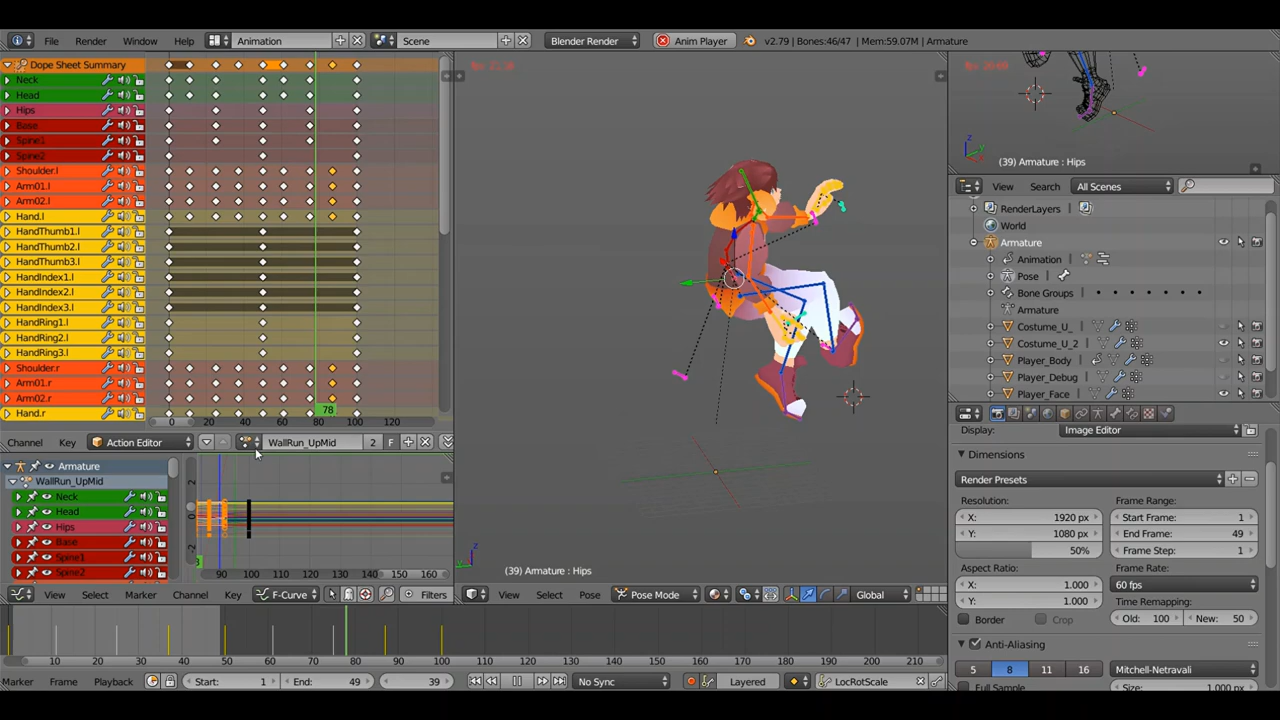 File Render Window Help Animation Scene Blender Render Anim Player v2.79 | Bones:46/47 | Mem:59.07M | Armature
Dope Sheet Summary
Neck
Head
Hips
Base
Spine1
Spine2
Shoulder.l
Arm01.l
Arm02.l
Hand.l
HandThumb1.l
HandThumb2.l
HandThumb3.l
HandIndex1.l
HandIndex2.l
HandIndex3.l
HandRing1.l
HandRing2.l
HandRing3.l
Shoulder.r
Arm01.r
Arm02.r
Hand.r
78
0 20 40 60 100 120
Channel Key Action Editor WallRun_UpMid 2 F
Armature
WallRun_UpMid
Neck
Head
Hips
Base
Spine1
Spine2
2
0
-2
90 100 110 120 130 140 150 160
View Select Marker Channel Key F-Curve Filters
(39) Armature : Hips
View Select Pose Pose Mode Global
(39) Armature : Hips
View Search All Scenes
RenderLayers
World
Armature
Animation
Pose
Bone Groups
Armature
Costume_U_
Costume_U_2
Player_Body
Player_Debug
Player_Face
Display: Image Editor
Dimensions
Render Presets
Resolution: Frame Range:
X: 1920 px Start Frame: 1
Y: 1080 px End Frame: 49
50% Frame Step: 1
Aspect Ratio: Frame Rate:
X: 1.000 60 fps
Y: 1.000 Time Remapping:
Border Crop Old: 100 New: 50
Anti-Aliasing
5 8 11 16 Mitchell-Netravali
Full Sample Size: 1.000 px
10 20 30 40 50 60 70 80 90 100 110 120 130 140 150 160 170 180 190 200 210
Marker Frame Playback Start: 1 End: 49 39 No Sync Layered LocRotScale